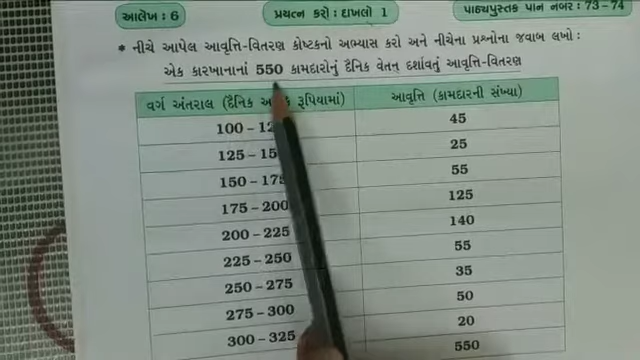 આલેખ : 6 પ્રયત્ન કરો : દાખલો 1 પાઠ્યપુસ્તક પાન નંબર : 73 – 74
* નીચે આપેલ આવૃત્તિ-વિતરણ કોષ્ટકનો અભ્યાસ કરો અને નીચેના પ્રશ્નોના જવાબ લખો :
એક કારખાનાનાં 550 કામદારોનું દૈનિક વેતન દર્શાવતું આવૃત્તિ-વિતરણ
વર્ગ અંતરાલ (દૈનિક રૂપિયામાં) આવૃત્તિ (કામદારની સંખ્યા)
100 – 45
125 – 25
150 – 175 55
175 – 200 125
200 – 225 140
225 – 250 55
250 – 275 35
275 – 300 50
300 – 325 20
550